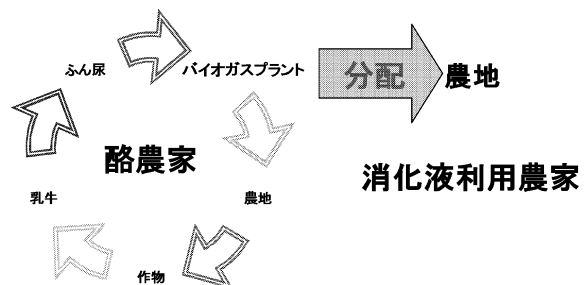 ふん尿
バイオガスプラント
分配
農地
酪農家
消化液利用農家
乳牛
農地
作物